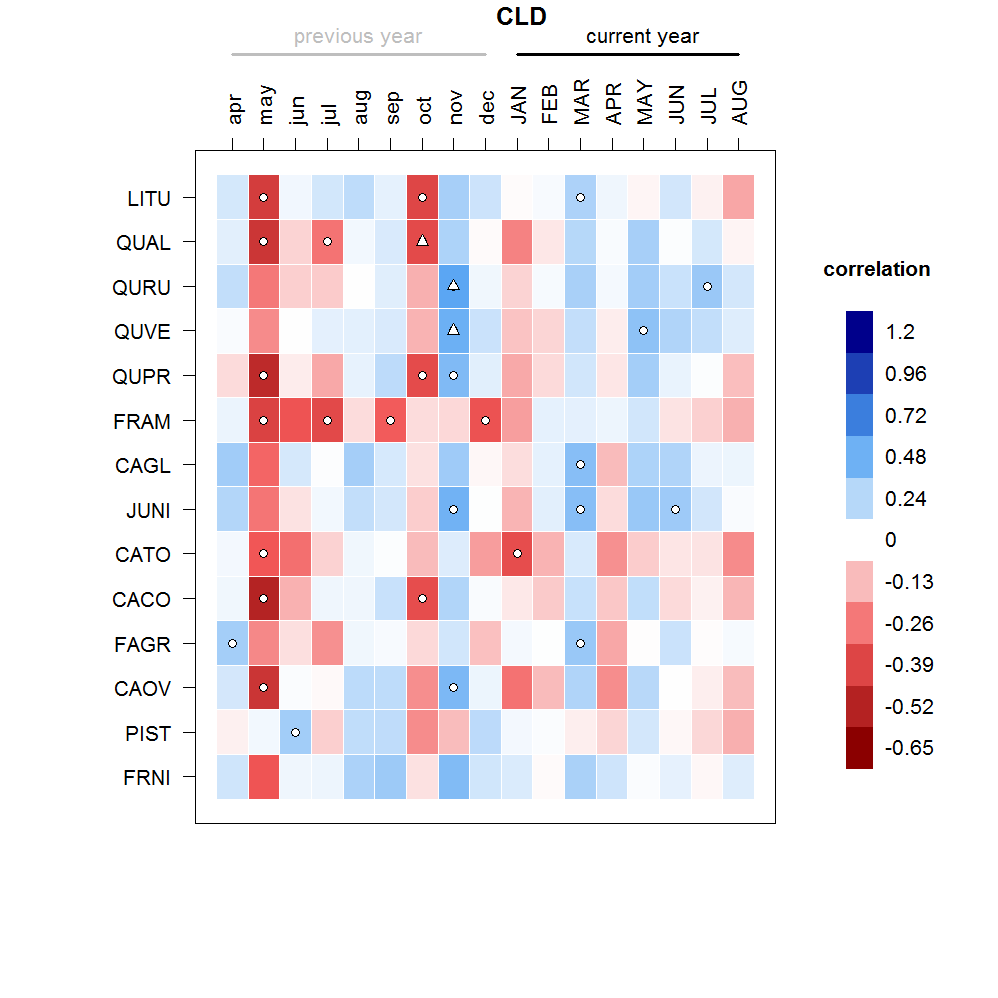 CLD
previous year current year
apr may jun jul aug sep oct nov dec JAN FEB MAR APR MAY JUN JUL AUG
LITU
QUAL
QURU
QUVE
QUPR
FRAM
CAGL
JUNI
CATO
CACO
FAGR
CAOV
PIST
FRNI
correlation
1.2
0.96
0.72
0.48
0.24
0
-0.13
-0.26
-0.39
-0.52
-0.65